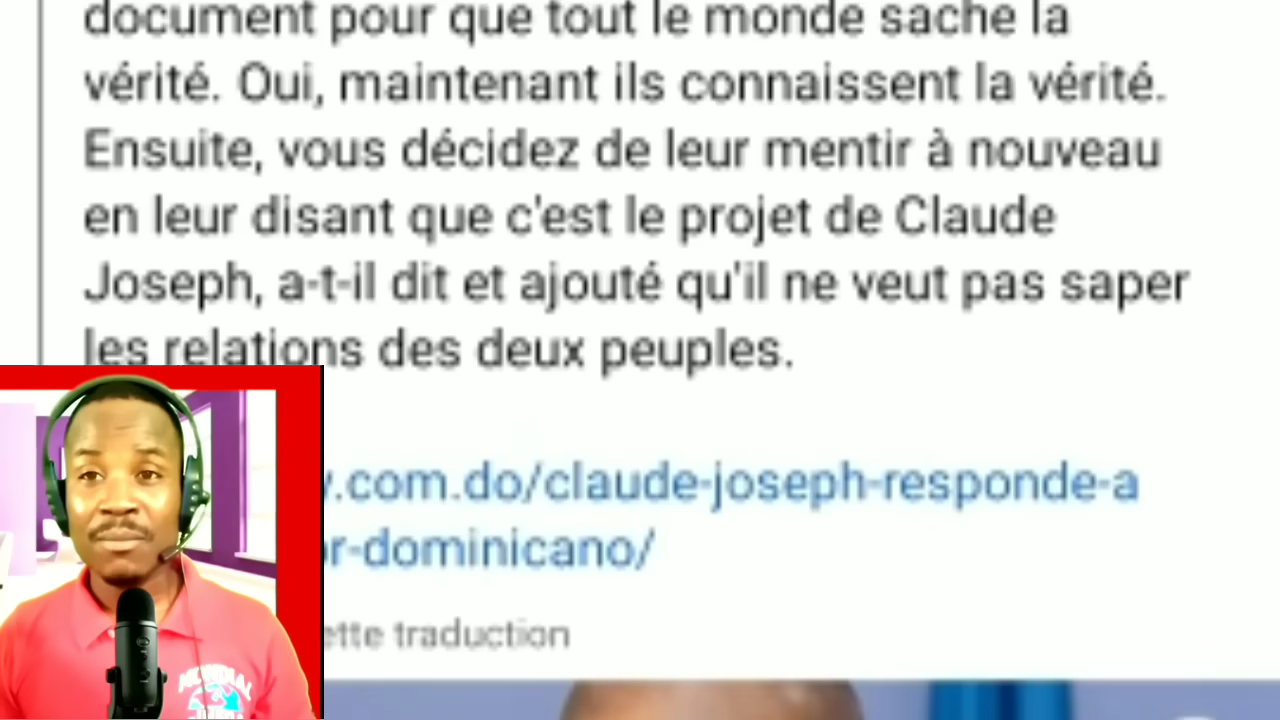 document pour que tout le monde sache la
vérité. Oui, maintenant ils connaissent la vérité.
Ensuite, vous décidez de leur mentir à nouveau
en leur disant que c'est le projet de Claude
Joseph, a-t-il dit et ajouté qu'il ne veut pas saper
les relations des deux peuples.
.com.do/claude-joseph-responde-a
r-dominicano/
ette traduction
MUNDIAL